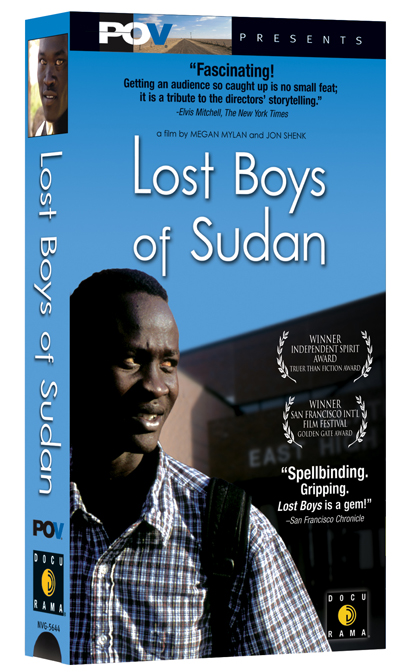 POV
PRESENTS
“Fascinating!
Getting an audience so caught up is no small feat;
it is a tribute to the directors’ storytelling.”
-Elvis Mitchell, The New York Times
a film by MEGAN MYLAN and JON SHENK
Lost Boys
of Sudan
WINNER
INDEPENDENT SPIRIT
AWARD
TRUER THAN FICTION AWARD
WINNER
SAN FRANCISCO INT'L
FILM FESTIVAL
GOLDEN GATE AWARD
EAST HIGH
“Spellbinding.
Gripping.
Lost Boys is a gem!”
–San Francisco Chronicle
DOCU
RAMA
Lost Boys of Sudan
POV
DOCU
RAMA
NVG-5644